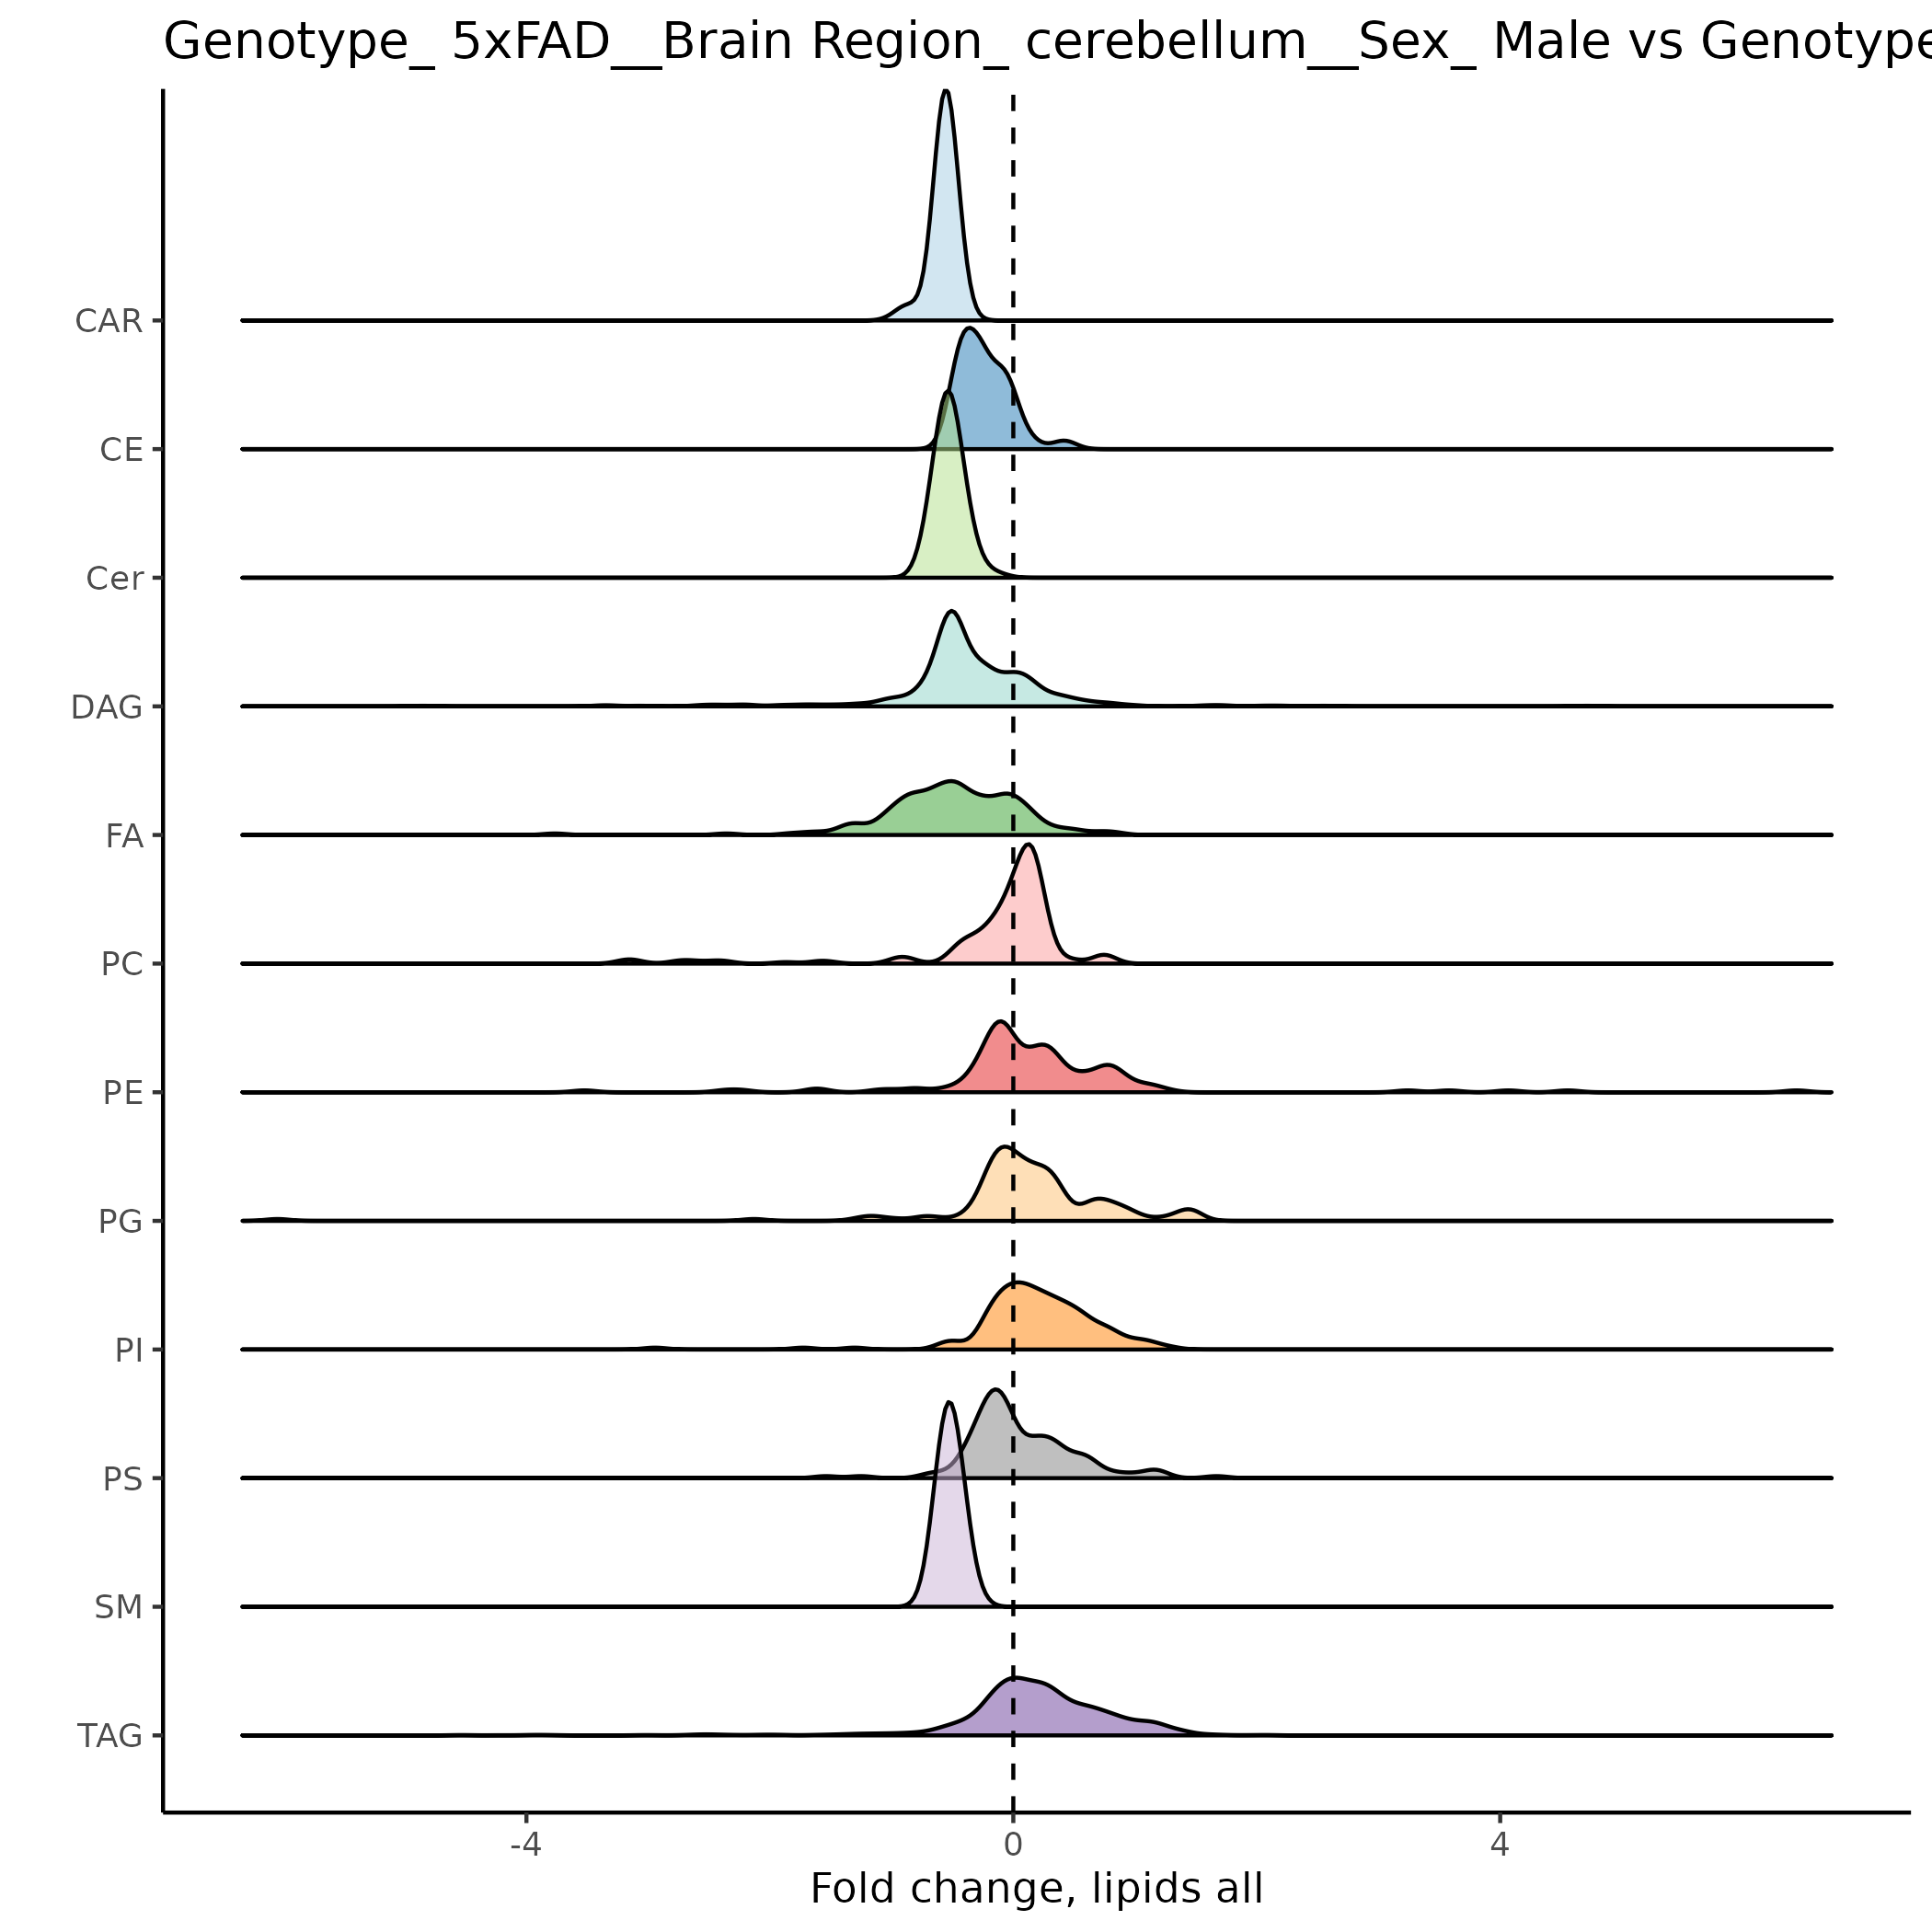 Genotype_ 5xFAD__Brain Region_ cerebellum__Sex_ Male vs Genotype
CAR
CE
Cer
DAG
FA
PC
PE
PG
PI
PS
SM
TAG
-4 0 4
Fold change, lipids all